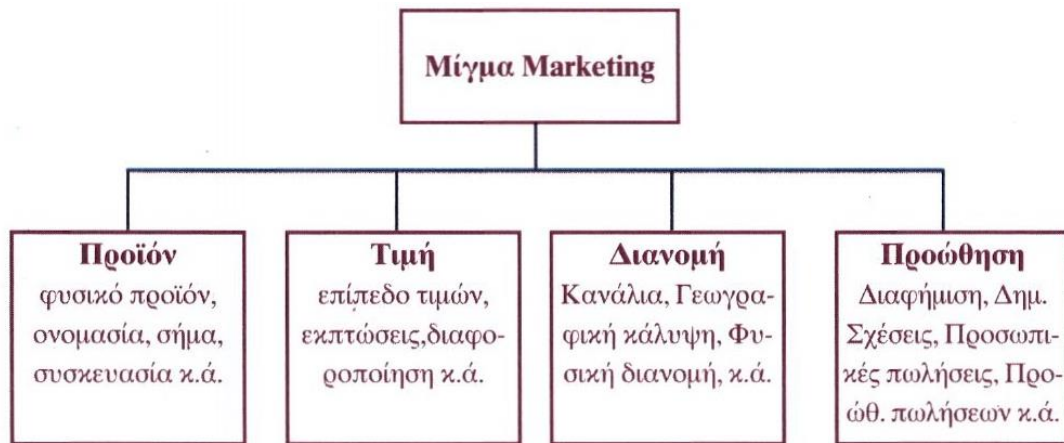 Μίγμα Marketing
Προϊόν
φυσικό προϊόν,
ονομασία, σήμα,
συσκευασία κ.ά.
Τιμή
επίπεδο τιμών,
εκπτώσεις,διαφο-
ροποίηση κ.ά.
Διανομή
Κανάλια, Γεωγρα-
φική κάλυψη, Φυ-
σική διανομή, κ.ά.
Προώθηση
Διαφήμιση, Δημ.
Σχέσεις, Προσωπι-
κές πωλήσεις, Προ-
ώθ. πωλήσεων κ.ά.